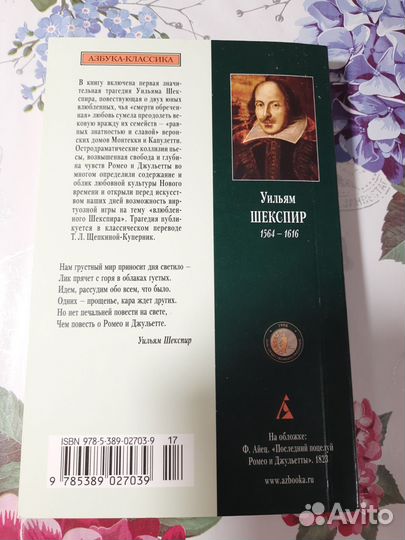 АЗБУКА-КЛАССИКА
В книгу включена первая значи-
тельная трагедия Уильяма Шек-
спира, повествующая о двух юных
влюбленных, чья «смерти обречен-
ная» любовь сумела преодолеть ве-
ковую вражду их семейств – «рав-
ных знатностью и славой» верон-
ских домов Монтекки и Капулетти.
Остродраматические коллизии пье-
сы, возвышенная свобода и глуби-
на чувств Ромео и Джульетты во
многом определили содержание и
облик любовной культуры Нового
времени и открыли перед искусст-
вом наших дней возможность вир-
туозной игры на тему «влюблен-
ного Шекспира». Трагедия публи-
куется в классическом переводе
Т. Л. Щепкиной-Куперник.
Нам грустный мир приносит дня светило –
Лик прячет с горя в облаках густых.
Идем, рассудим обо всем, что было.
Одних – прощенье, кара ждет других.
Но нет печальней повести на свете,
Чем повесть о Ромео и Джульетте.
Уильям Шекспир
ISBN 978-5-389-02703-9
17
9 785389 027039
Уильям
ШЕКСПИР
1564 – 1616
На обложке:
Ф. Айец. «Последний поцелуй
Ромео и Джульетты». 1823
www.azbooka.ru
Avito